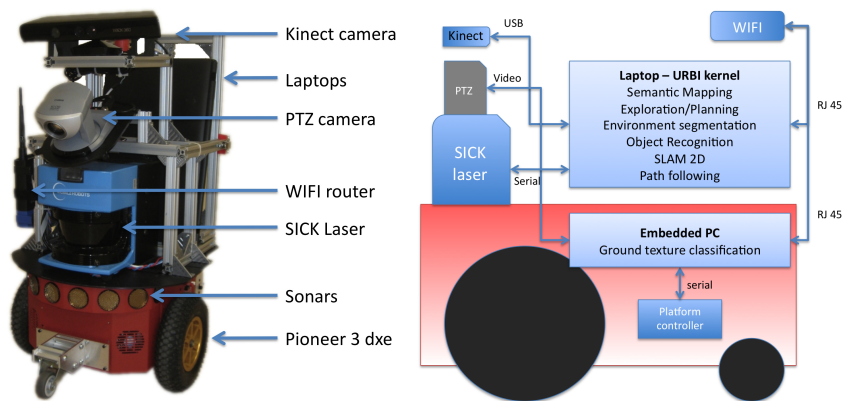 Kinect camera
Laptops
PTZ camera
WIFI router
SICK Laser
Sonars
Pioneer 3 dxe
USB
Kinect
WIFI
PTZ
Video
Laptop – URBI kernel
Semantic Mapping
Exploration/Planning
Environment segmentation
Object Recognition
SLAM 2D
Path following
RJ 45
SICK
laser
Serial
RJ 45
Embedded PC
Ground texture classification
serial
Platform
controller